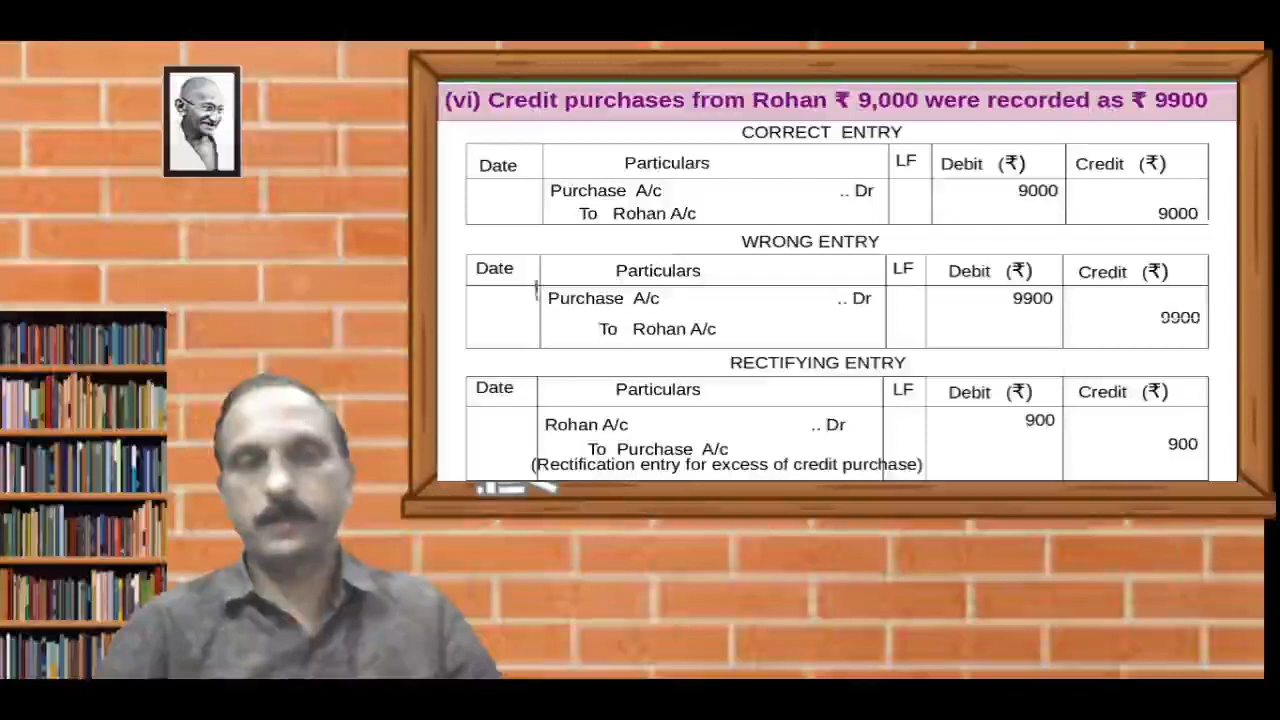 (vi) Credit purchases from Rohan ₹ 9,000 were recorded as ₹ 9900
CORRECT ENTRY
Date Particulars LF Debit (₹) Credit (₹)
Purchase A/c .. Dr 9000
To Rohan A/c 9000
WRONG ENTRY
Date Particulars LF Debit (₹) Credit (₹)
Purchase A/c .. Dr 9900
To Rohan A/c 9900
RECTIFYING ENTRY
Date Particulars LF Debit (₹) Credit (₹)
Rohan A/c .. Dr 900
To Purchase A/c 900
(Rectification entry for excess of credit purchase)